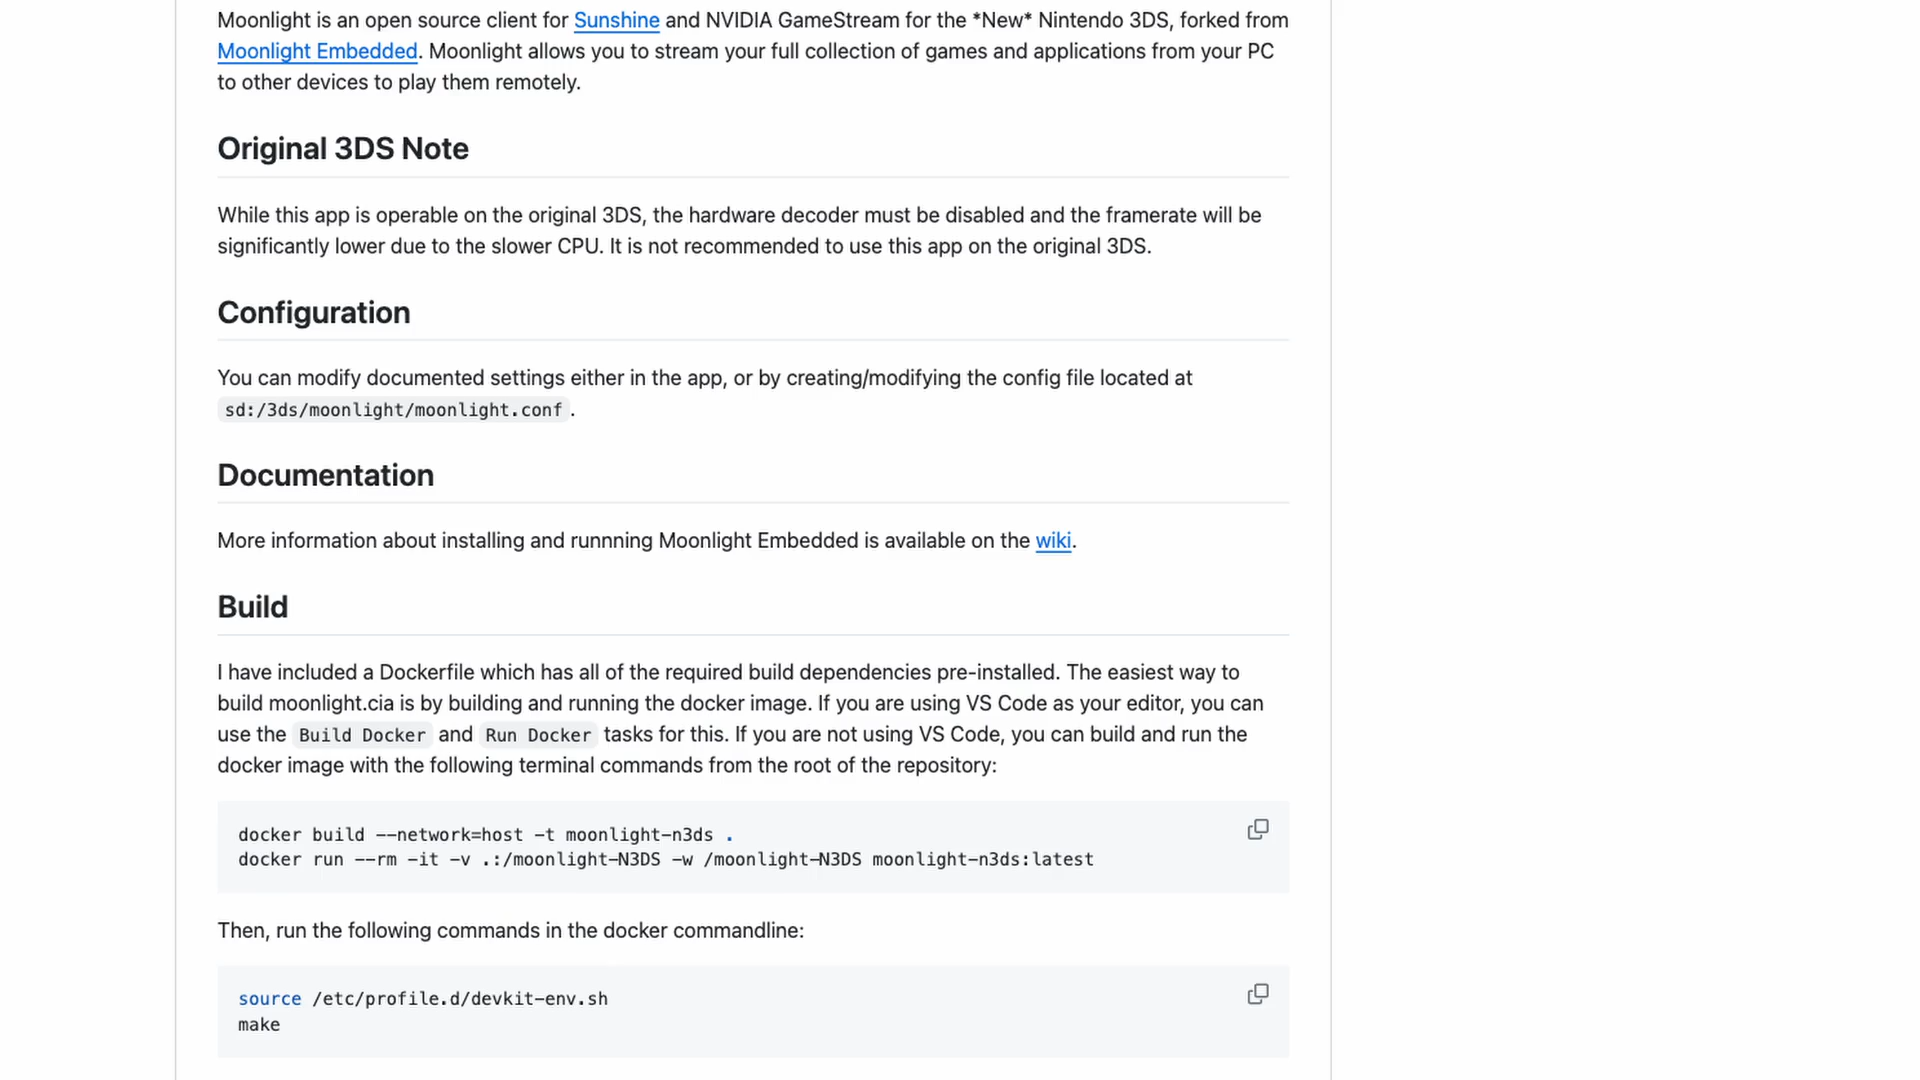 Moonlight is an open source client for Sunshine and NVIDIA GameStream for the *New* Nintendo 3DS, forked from
Moonlight Embedded. Moonlight allows you to stream your full collection of games and applications from your PC
to other devices to play them remotely.
Original 3DS Note
While this app is operable on the original 3DS, the hardware decoder must be disabled and the framerate will be
significantly lower due to the slower CPU. It is not recommended to use this app on the original 3DS.
Configuration
You can modify documented settings either in the app, or by creating/modifying the config file located at
sd:/3ds/moonlight/moonlight.conf.
Documentation
More information about installing and runnning Moonlight Embedded is available on the wiki.
Build
I have included a Dockerfile which has all of the required build dependencies pre-installed. The easiest way to
build moonlight.cia is by building and running the docker image. If you are using VS Code as your editor, you can
use the Build Docker and Run Docker tasks for this. If you are not using VS Code, you can build and run the
docker image with the following terminal commands from the root of the repository:
docker build --network=host -t moonlight-n3ds .
docker run --rm -it -v .:/moonlight-N3DS -w /moonlight-N3DS moonlight-n3ds:latest
Then, run the following commands in the docker commandline:
source /etc/profile.d/devkit-env.sh
make